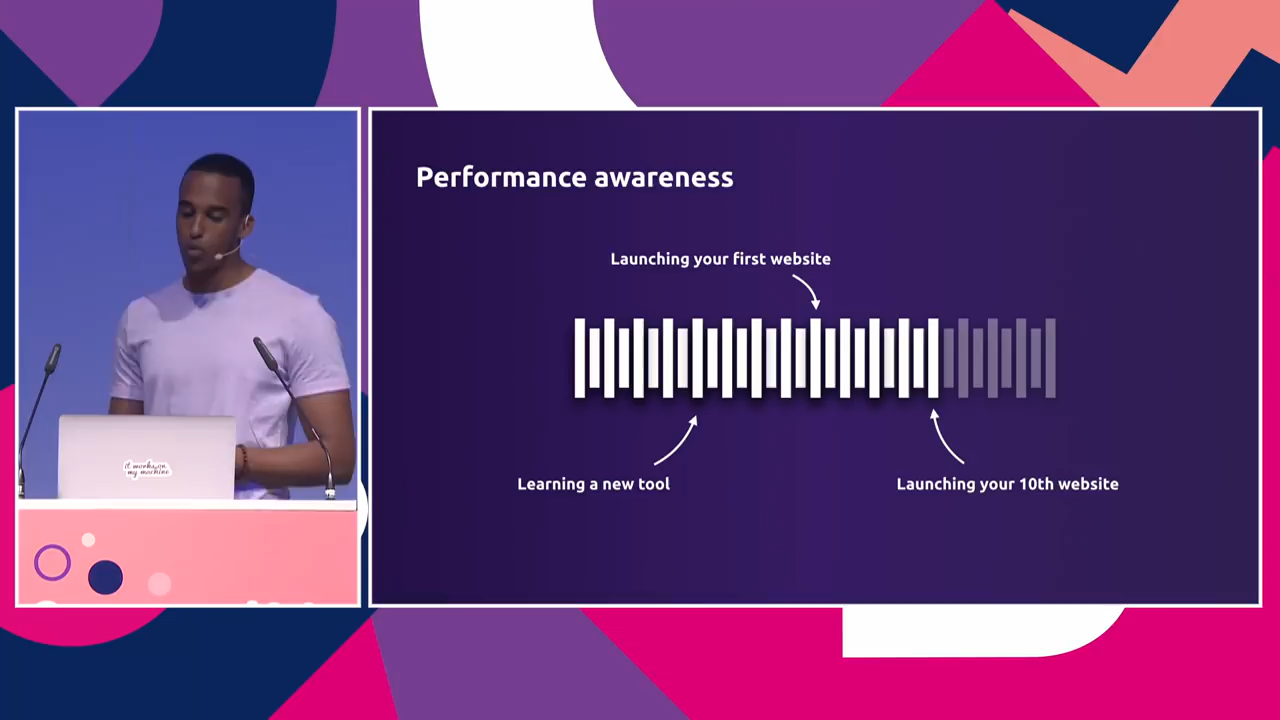 Performance awareness
Launching your first website
Learning a new tool
Launching your 10th website
it works on
my machine